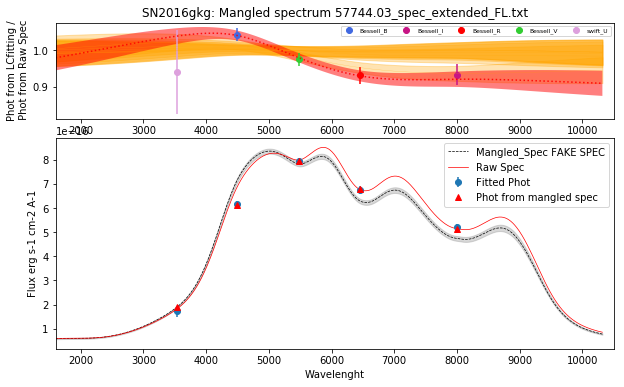 SN2016gkg: Mangled spectrum 57744.03_spec_extended_FL.txt
Phot from LCfitting /
Phot from Raw Spec
Bessell_B
Bessell_I
Bessell_R
Bessell_V
swift_U
1.0
0.9
2000
3000
4000
5000
6000
7000
8000
9000
10000
1e−16
Mangled_Spec FAKE SPEC
Raw Spec
Fitted Phot
Phot from mangled spec
Flux erg s-1 cm-2 A-1
8
7
6
5
4
3
2
1
2000
3000
4000
5000
6000
7000
8000
9000
10000
Wavelenght